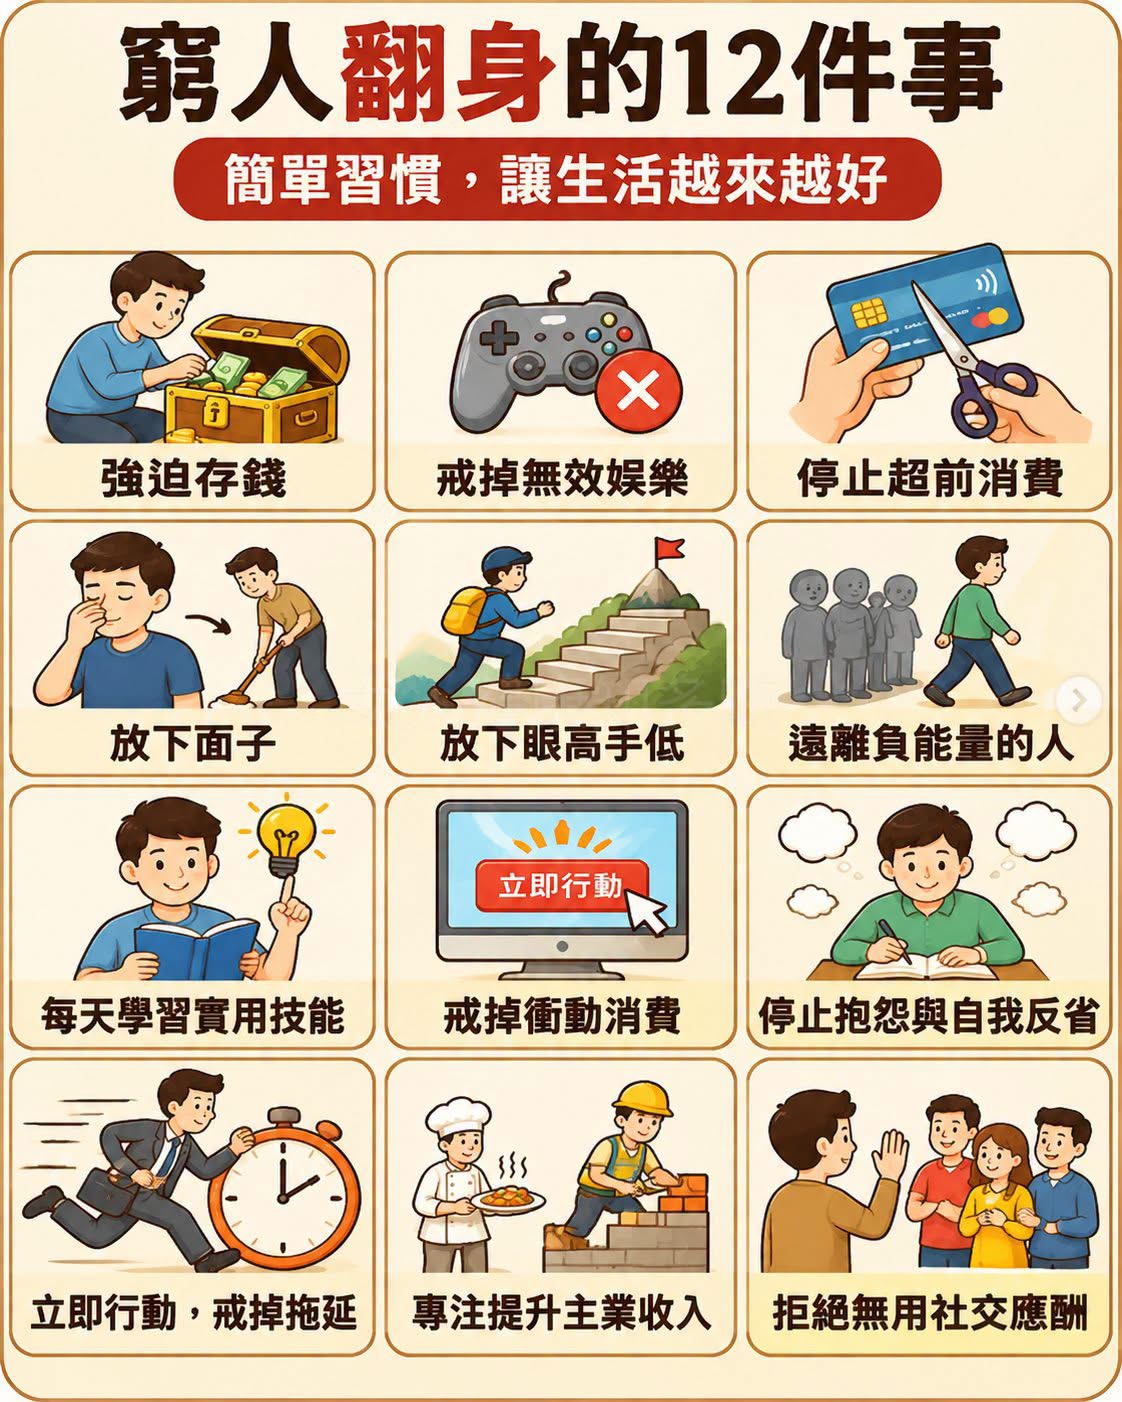 窮人翻身的12件事
簡單習慣，讓生活越來越好
強迫存錢
戒掉無效娛樂
停止超前消費
放下面子
放下眼高手低
遠離負能量的人
每天學習實用技能
立即行動
戒掉衝動消費
停止抱怨與自我反省
立即行動，戒掉拖延
專注提升主業收入
拒絕無用社交應酬